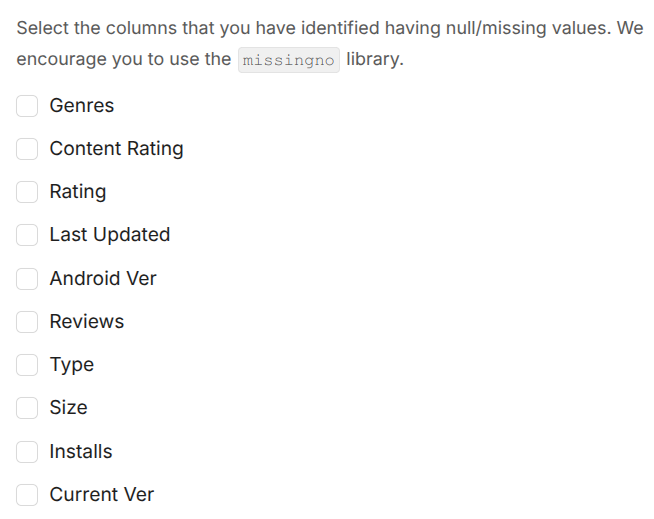 Select the columns that you have identified having null/missing values. We
encourage you to use the missingno library.
Genres
Content Rating
Rating
Last Updated
Android Ver
Reviews
Type
Size
Installs
Current Ver